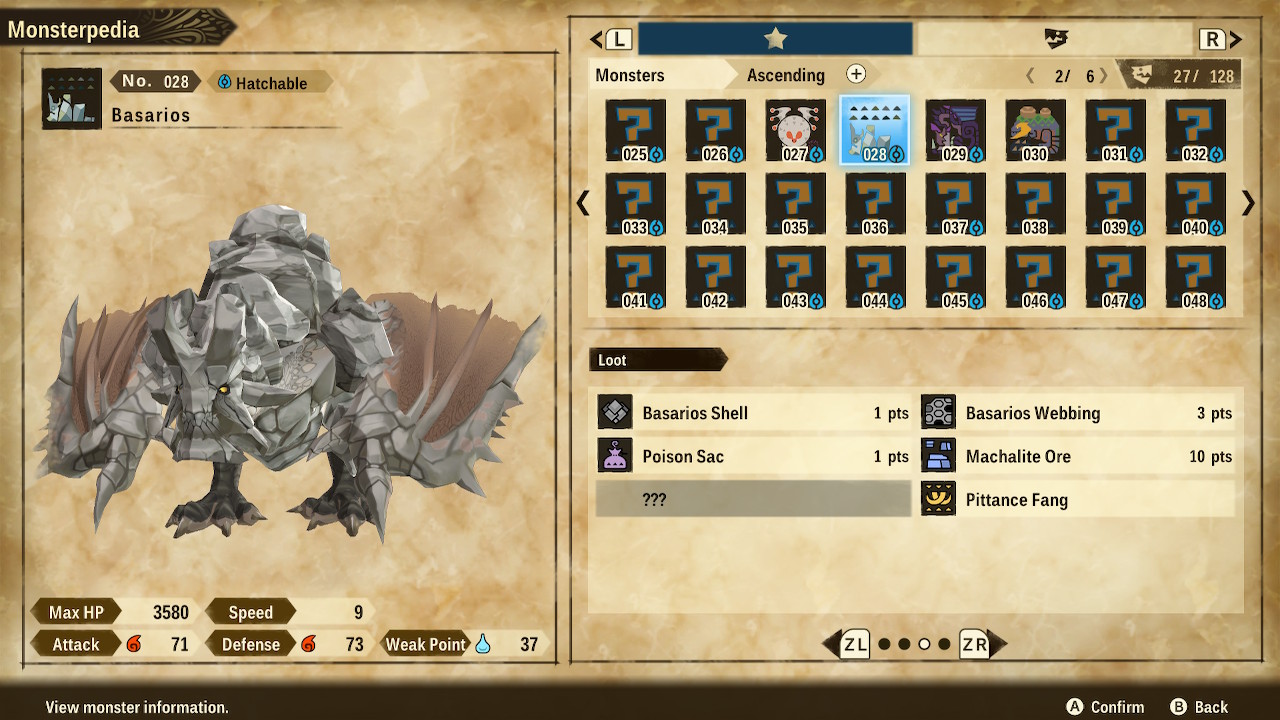 Monsterpedia
No. 028
Hatchable
Basarios
Max HP 3580
Speed 9
Attack 71
Defense 73
Weak Point 37
L
R
Monsters
Ascending
2/ 6
27/ 128
025 026 027 028 029 030 031 032
033 034 035 036 037 038 039 040
041 042 043 044 045 046 047 048
Loot
Basarios Shell 1 pts
Basarios Webbing 3 pts
Poison Sac 1 pts
Machalite Ore 10 pts
???
Pittance Fang
ZL
ZR
View monster information.
A Confirm
B Back